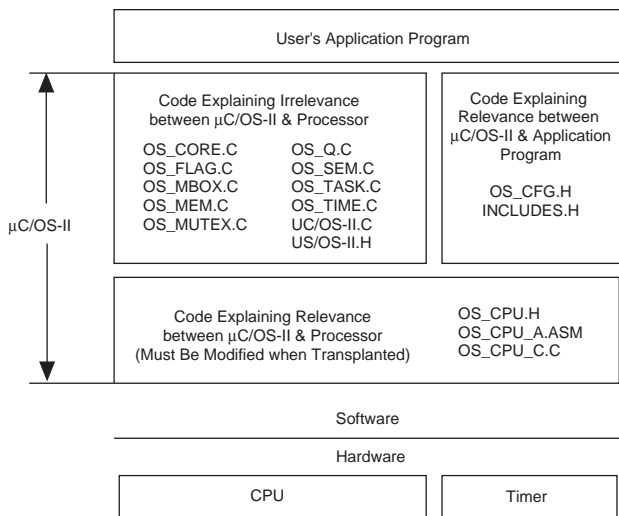 User's Application Program
Code Explaining Irrelevance
between μC/OS-II & Processor
OS_CORE.C
OS_FLAG.C
OS_MBOX.C
OS_MEM.C
OS_MUTEX.C
OS_Q.C
OS_SEM.C
OS_TASK.C
OS_TIME.C
UC/OS-II.C
US/OS-II.H
Code Explaining
Relevance between
μC/OS-II & Application
Program
OS_CFG.H
INCLUDES.H
μC/OS-II
Code Explaining Relevance
between μC/OS-II & Processor
(Must Be Modified when Transplanted)
OS_CPU.H
OS_CPU_A.ASM
OS_CPU_C.C
Software
Hardware
CPU
Timer